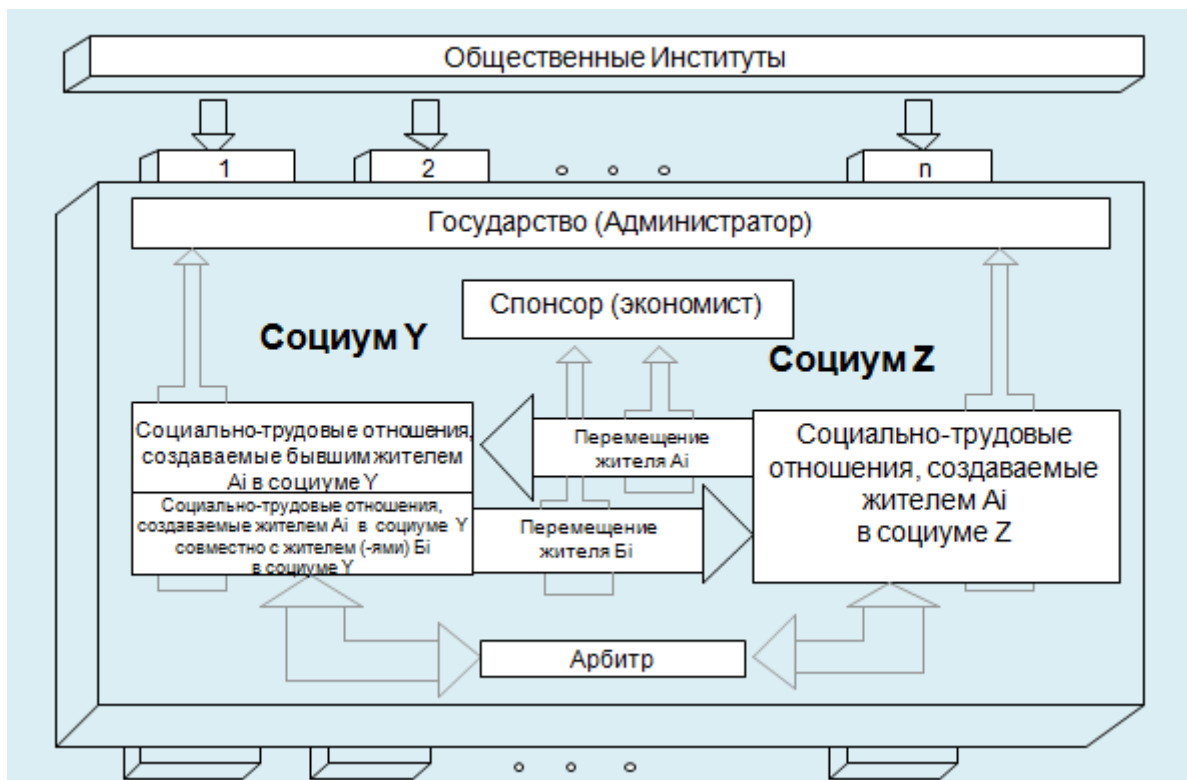 Общественные Институты
1
2
n
Государство (Администратор)
Спонсор (экономист)
Социум Y
Социум Z
Социально-трудовые отношения,
создаваемые бывшим жителем
Ai в социуме Y
Социально-трудовые отношения,
создаваемые жителем Ai в социуме Y
совместно с жителем (-ями) Бi
в социуме Y
Перемещение
жителя Ai
Перемещение
жителя Бi
Социально-трудовые
отношения, создаваемые
жителем Ai
в социуме Z
Арбитр